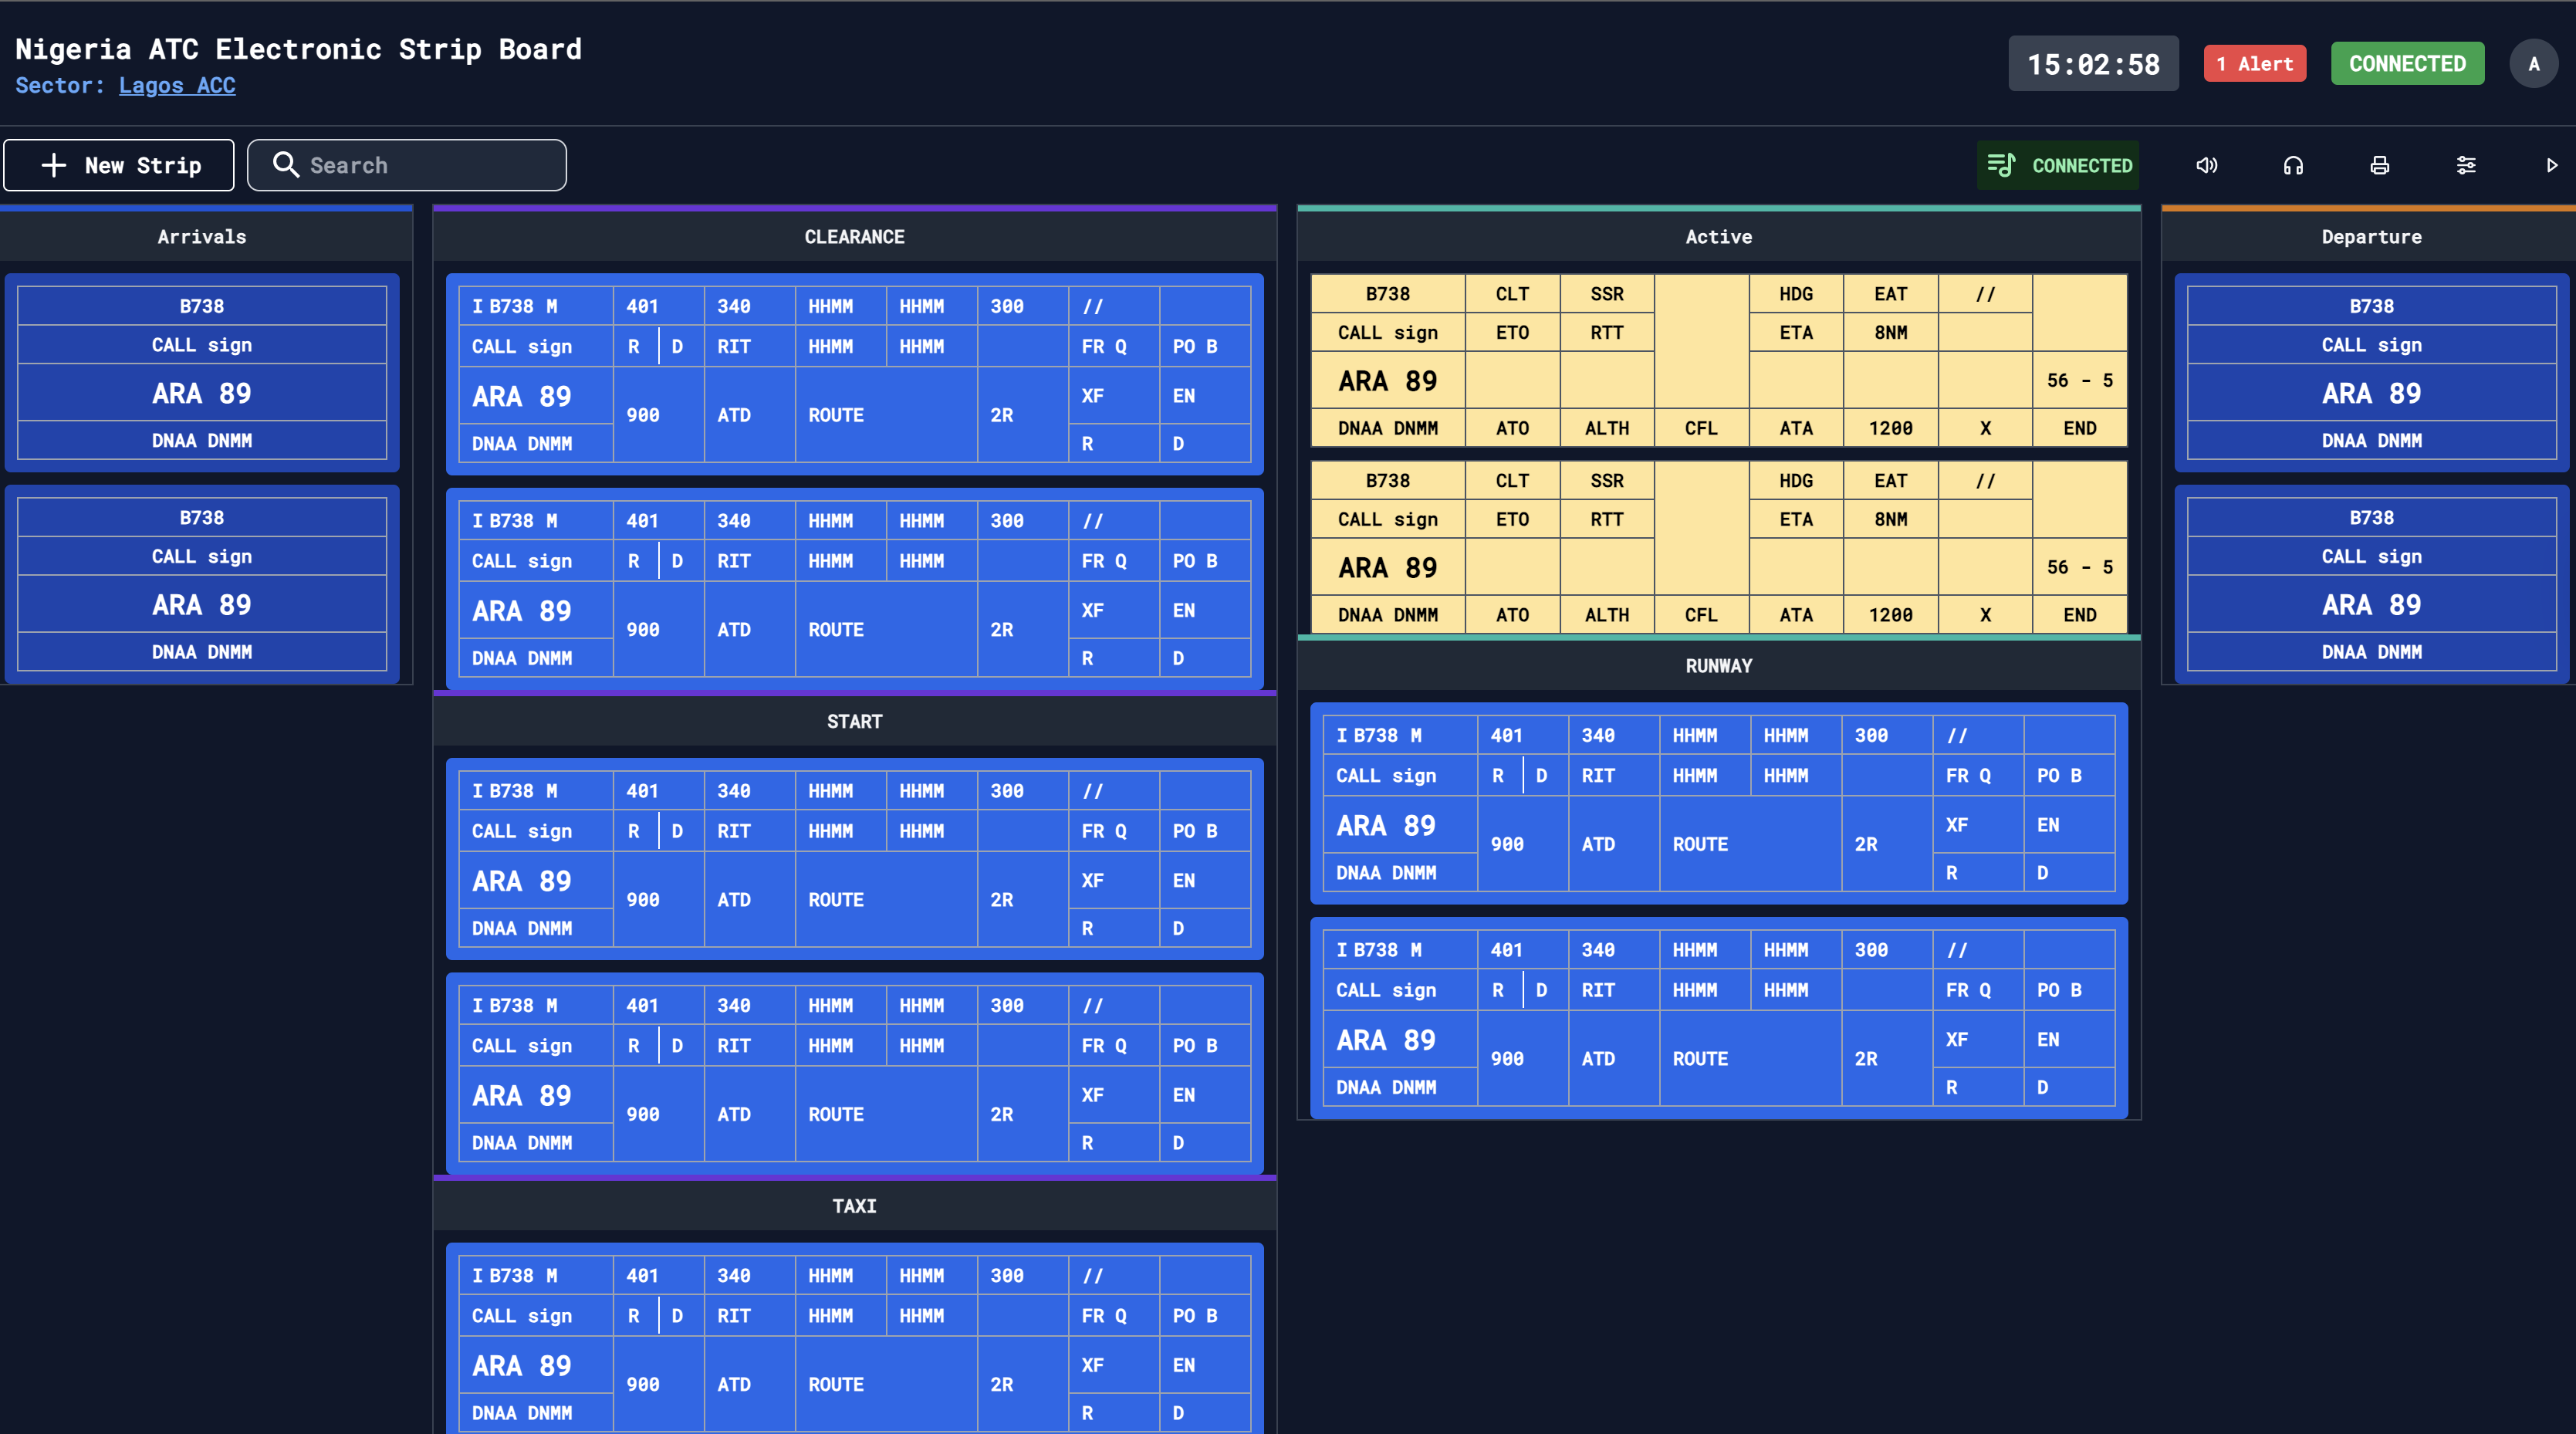 Nigeria ATC Electronic Strip Board
Sector: Lagos ACC
15:02:58
1 Alert
CONNECTED
A
New Strip
Search
CONNECTED
Arrivals
B738
CALL sign
ARA 89
DNAA DNMM
B738
CALL sign
ARA 89
DNAA DNMM
CLEARANCE
I B738 M 401 340 HHMM HHMM 300 //
CALL sign R D RIT HHMM HHMM FR Q PO B
ARA 89 900 ATD ROUTE 2R XF EN
DNAA DNMM R D
I B738 M 401 340 HHMM HHMM 300 //
CALL sign R D RIT HHMM HHMM FR Q PO B
ARA 89 900 ATD ROUTE 2R XF EN
DNAA DNMM R D
START
I B738 M 401 340 HHMM HHMM 300 //
CALL sign R D RIT HHMM HHMM FR Q PO B
ARA 89 900 ATD ROUTE 2R XF EN
DNAA DNMM R D
I B738 M 401 340 HHMM HHMM 300 //
CALL sign R D RIT HHMM HHMM FR Q PO B
ARA 89 900 ATD ROUTE 2R XF EN
DNAA DNMM R D
TAXI
I B738 M 401 340 HHMM HHMM 300 //
CALL sign R D RIT HHMM HHMM FR Q PO B
ARA 89 900 ATD ROUTE 2R XF EN
DNAA DNMM R D
Active
B738 CLT SSR HDG EAT //
CALL sign ETO RTT ETA 8NM
ARA 89 56 - 5
DNAA DNMM ATO ALTH CFL ATA 1200 X END
B738 CLT SSR HDG EAT //
CALL sign ETO RTT ETA 8NM
ARA 89 56 - 5
DNAA DNMM ATO ALTH CFL ATA 1200 X END
RUNWAY
I B738 M 401 340 HHMM HHMM 300 //
CALL sign R D RIT HHMM HHMM FR Q PO B
ARA 89 900 ATD ROUTE 2R XF EN
DNAA DNMM R D
I B738 M 401 340 HHMM HHMM 300 //
CALL sign R D RIT HHMM HHMM FR Q PO B
ARA 89 900 ATD ROUTE 2R XF EN
DNAA DNMM R D
Departure
B738
CALL sign
ARA 89
DNAA DNMM
B738
CALL sign
ARA 89
DNAA DNMM